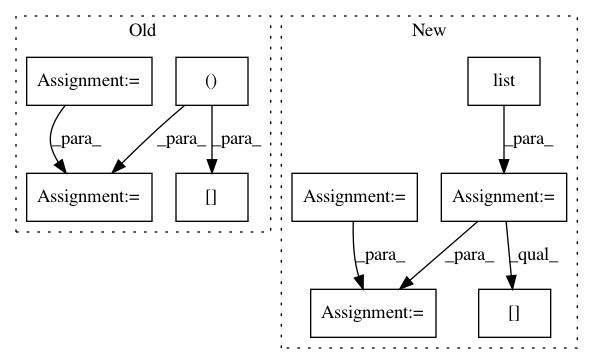 Old
New
Assignment:=
()
list
_para_
_para_
_para_
_para_
Assignment:=
[]
Assignment:=
Assignment:=
_para_
_para_
_qual_
Assignment:=
[]